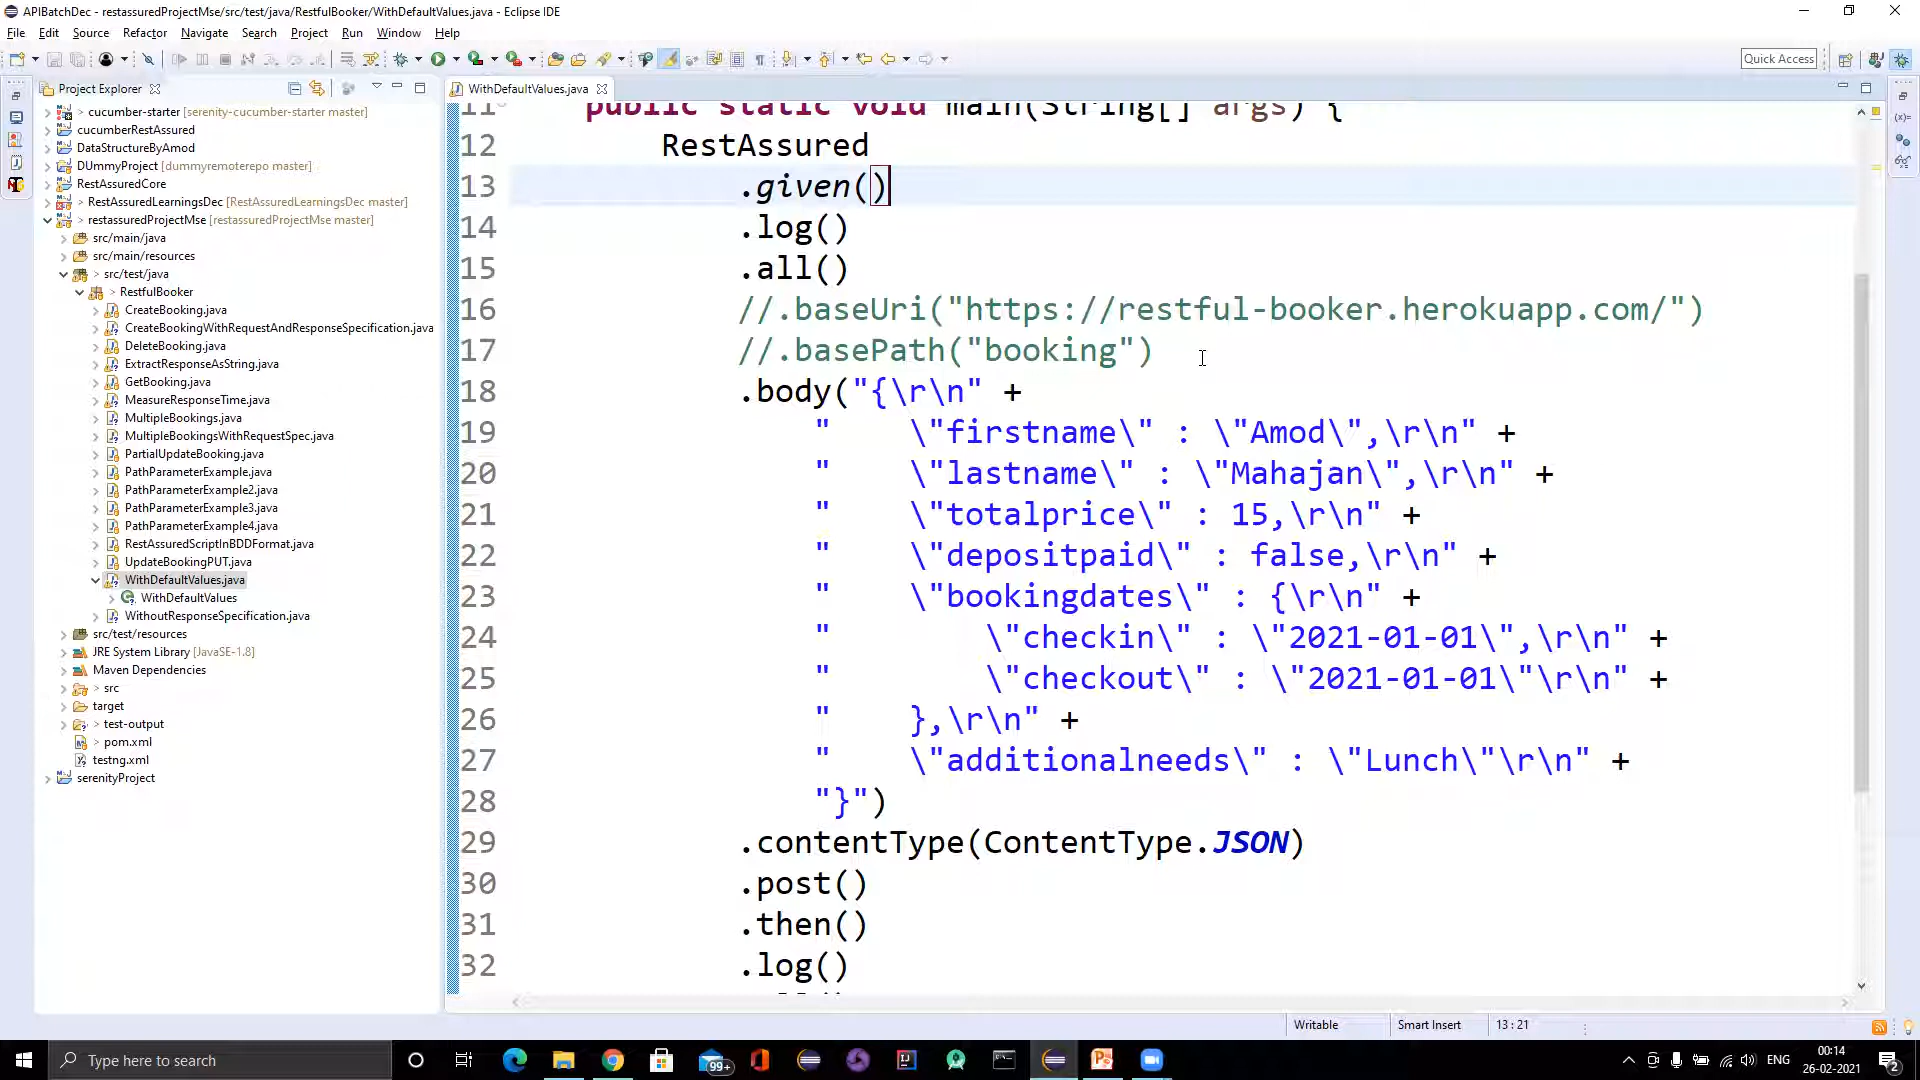 APIBatchDec - restassuredProjectMse/src/test/java/RestfulBooker/WithDefaultValues.java - Eclipse IDE
File Edit Source Refactor Navigate Search Project Run Window Help
Quick Access
Project Explorer
WithDefaultValues.java
> cucumber-starter [serenity-cucumber-starter master]
cucumberRestAssured
DataStructureByAmod
DUmmyProject [dummyremoterepo master]
RestAssuredCore
> RestAssuredLearningsDec [RestAssuredLearningsDec master]
> restassuredProjectMse [restassuredProjectMse master]
src/main/java
src/main/resources
> src/test/java
> RestfulBooker
CreateBooking.java
CreateBookingWithRequestAndResponseSpecification.java
DeleteBooking.java
ExtractResponseAsString.java
GetBooking.java
MeasureResponseTime.java
MultipleBookings.java
MultipleBookingsWithRequestSpec.java
PartialUpdateBooking.java
PathParameterExample.java
PathParameterExample2.java
PathParameterExample3.java
PathParameterExample4.java
RestAssuredScriptInBDDFormat.java
UpdateBookingPUT.java
WithDefaultValues.java
WithDefaultValues
WithoutResponseSpecification.java
src/test/resources
JRE System Library [JavaSE-1.8]
Maven Dependencies
src
target
> test-output
> pom.xml
testng.xml
serenityProject
11 public static void main(String[] args) {
12 RestAssured
13 .given()
14 .log()
15 .all()
16 //.baseUri("https://restful-booker.herokuapp.com/")
17 //.basePath("booking")
18 .body("{\r\n" +
19 "    \"firstname\" : \"Amod\",\r\n" +
20 "    \"lastname\" : \"Mahajan\",\r\n" +
21 "    \"totalprice\" : 15,\r\n" +
22 "    \"depositpaid\" : false,\r\n" +
23 "    \"bookingdates\" : {\r\n" +
24 "        \"checkin\" : \"2021-01-01\",\r\n" +
25 "        \"checkout\" : \"2021-01-01\"\r\n" +
26 "    },\r\n" +
27 "    \"additionalneeds\" : \"Lunch\"\r\n" +
28 "}")
29 .contentType(ContentType.JSON)
30 .post()
31 .then()
32 .log()
Writable Smart Insert 13 : 21
Type here to search
99+
ENG
00:14
26-02-2021
2